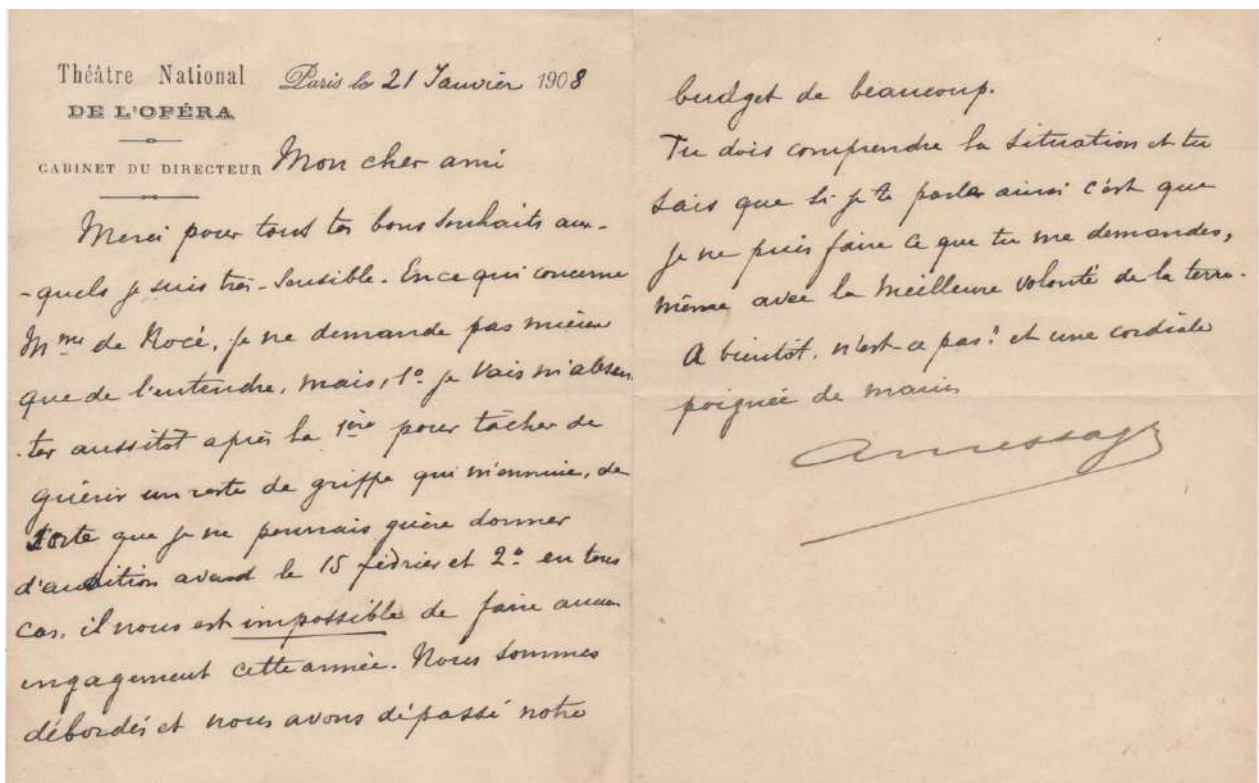 Théâtre National
DE L'OPÉRA
CABINET DU DIRECTEUR
Paris le 21 Janvier 1908
Mon cher ami
Merci pour tous tes bons souhaits aux-
-quels je suis très-sensible. En ce qui concerne
Mme de Nocé, je ne demande pas mieux
que de l'entendre, mais, 1º je vais m'absen
-ter aussitôt après la 1ère pour tâcher de
guérir un reste de grippe qui m'ennuie, de
sorte que je ne pourrais guère donner
d'audition avant le 15 février et 2º en tous
cas, il nous est impossible de faire aucun
engagement cette année. Nous sommes
débordés et nous avons dépassé notre
budget de beaucoup.
Tu dois comprendre la situation et tu
sais que si je te parle ainsi c'est que
je ne puis faire ce que tu me demandes,
même avec la meilleure volonté de la terre.
A bientôt, n'est ce pas? et une cordiale
poignée de mains
A Messager